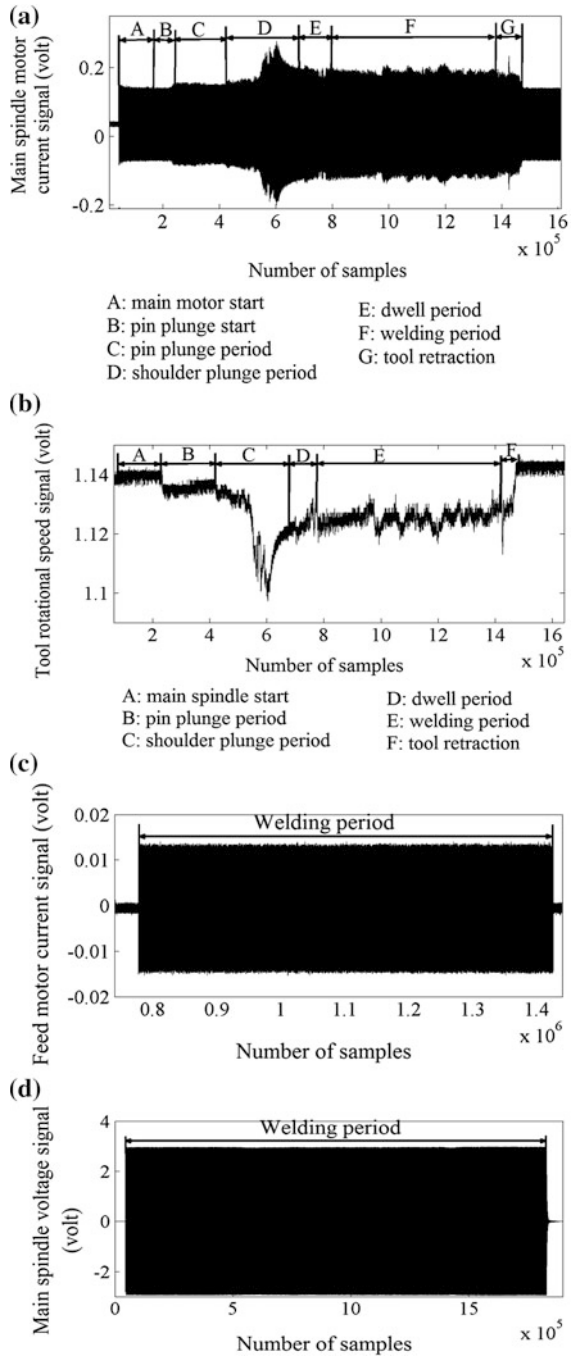 (a)
A B C D E F G
Main spindle motor
current signal (volt)
0.2
0
-0.2
2 4 6 8 10 12 14 16
x 10^5
Number of samples
A: main motor start
B: pin plunge start
C: pin plunge period
D: shoulder plunge period
E: dwell period
F: welding period
G: tool retraction
(b)
A B C D E F
Tool rotational speed signal (volt)
1.14
1.12
1.1
2 4 6 8 10 12 14 16
x 10^5
Number of samples
A: main spindle start
B: pin plunge period
C: shoulder plunge period
D: dwell period
E: welding period
F: tool retraction
(c)
Welding period
Feed motor current signal (volt)
0.02
0.01
0
-0.01
-0.02
0.8 0.9 1 1.1 1.2 1.3 1.4
x 10^6
Number of samples
(d)
Welding period
Main spindle voltage signal
(volt)
4
2
0
-2
0 5 10 15
x 10^5
Number of samples